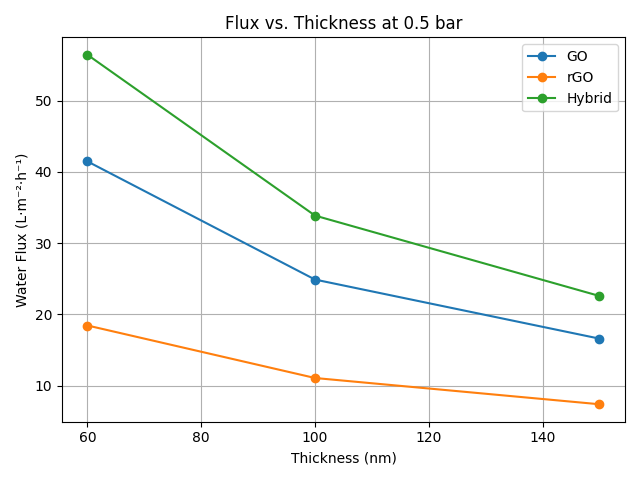 Flux vs. Thickness at 0.5 bar
GO
rGO
Hybrid
Water Flux (L·m⁻²·h⁻¹)
50
40
30
20
10
60
80
100
120
140
Thickness (nm)